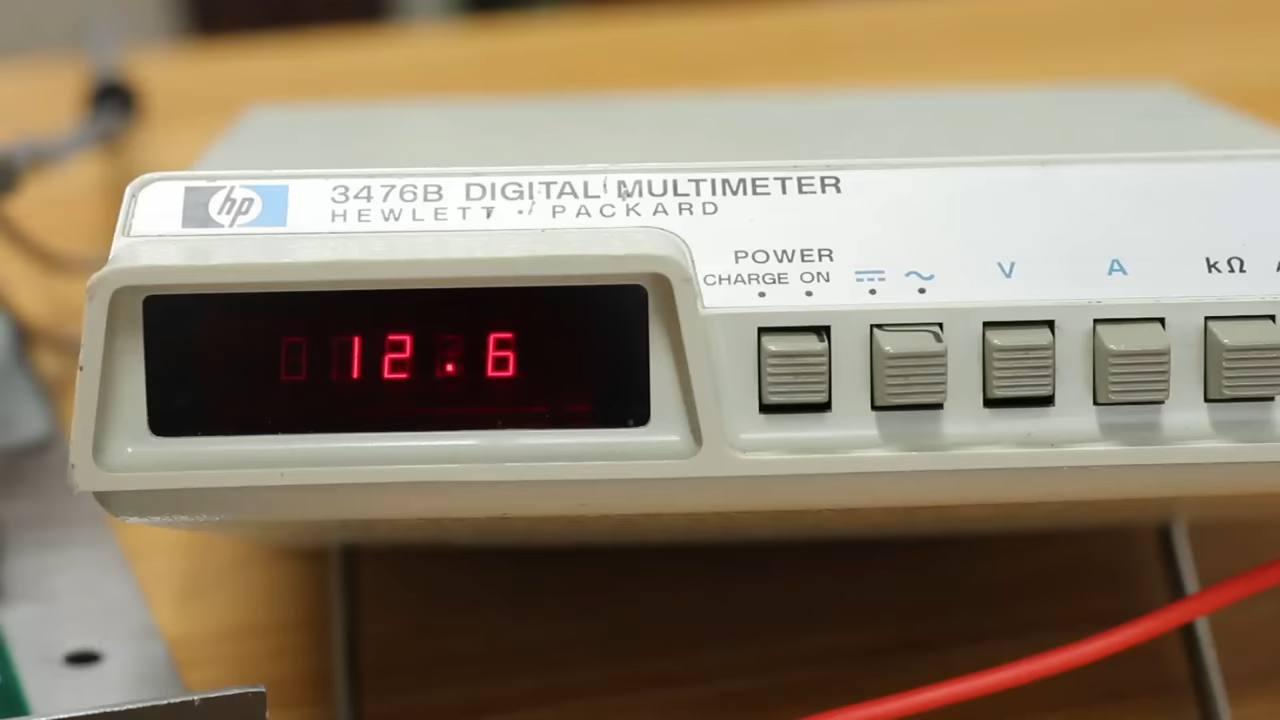 hp
3476B DIGITAL MULTIMETER
HEWLETT · PACKARD
POWER
CHARGE ON
V
A
kΩ
12.6